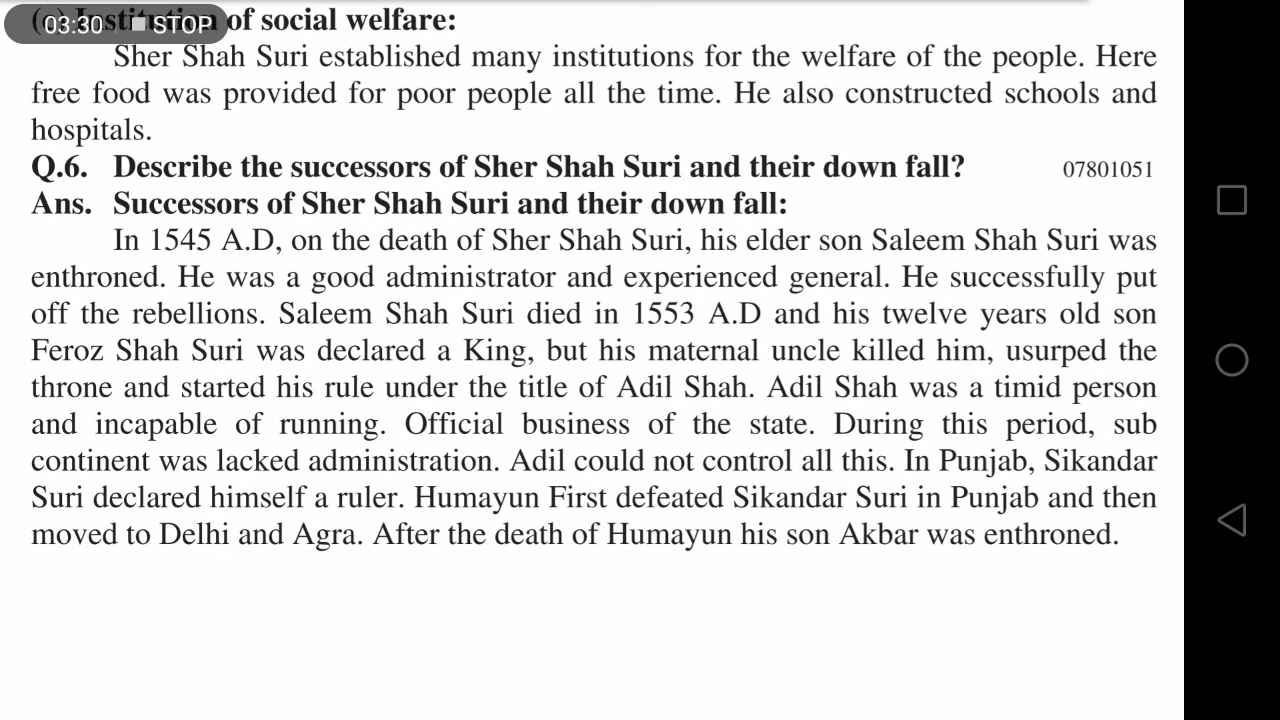 (c) Institution of social welfare:
03:30 STOP
Sher Shah Suri established many institutions for the welfare of the people. Here
free food was provided for poor people all the time. He also constructed schools and
hospitals.
Q.6. Describe the successors of Sher Shah Suri and their down fall? 07801051
Ans. Successors of Sher Shah Suri and their down fall:
In 1545 A.D, on the death of Sher Shah Suri, his elder son Saleem Shah Suri was
enthroned. He was a good administrator and experienced general. He successfully put
off the rebellions. Saleem Shah Suri died in 1553 A.D and his twelve years old son
Feroz Shah Suri was declared a King, but his maternal uncle killed him, usurped the
throne and started his rule under the title of Adil Shah. Adil Shah was a timid person
and incapable of running. Official business of the state. During this period, sub
continent was lacked administration. Adil could not control all this. In Punjab, Sikandar
Suri declared himself a ruler. Humayun First defeated Sikandar Suri in Punjab and then
moved to Delhi and Agra. After the death of Humayun his son Akbar was enthroned.